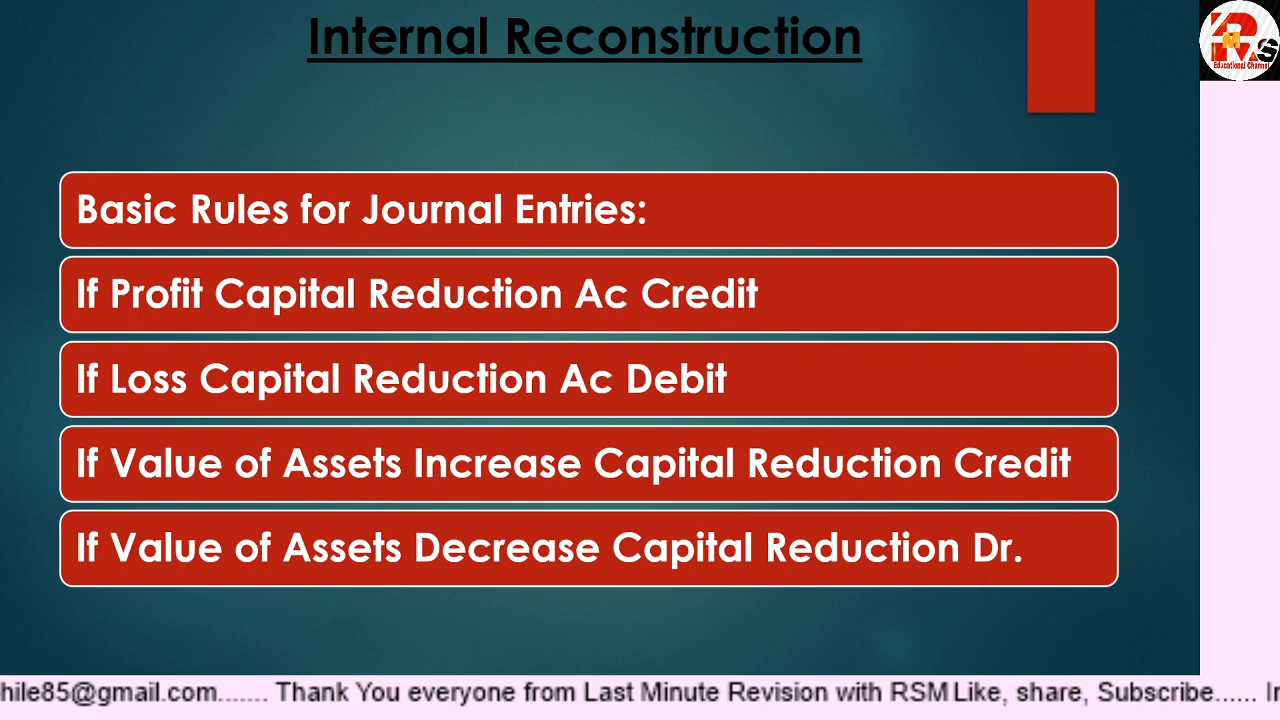 Internal Reconstruction
Basic Rules for Journal Entries:
If Profit Capital Reduction Ac Credit
If Loss Capital Reduction Ac Debit
If Value of Assets Increase Capital Reduction Credit
If Value of Assets Decrease Capital Reduction Dr.
Educational Channel
hile85@gmail.com....... Thank You everyone from Last Minute Revision with RSM Like, share, Subscribe......